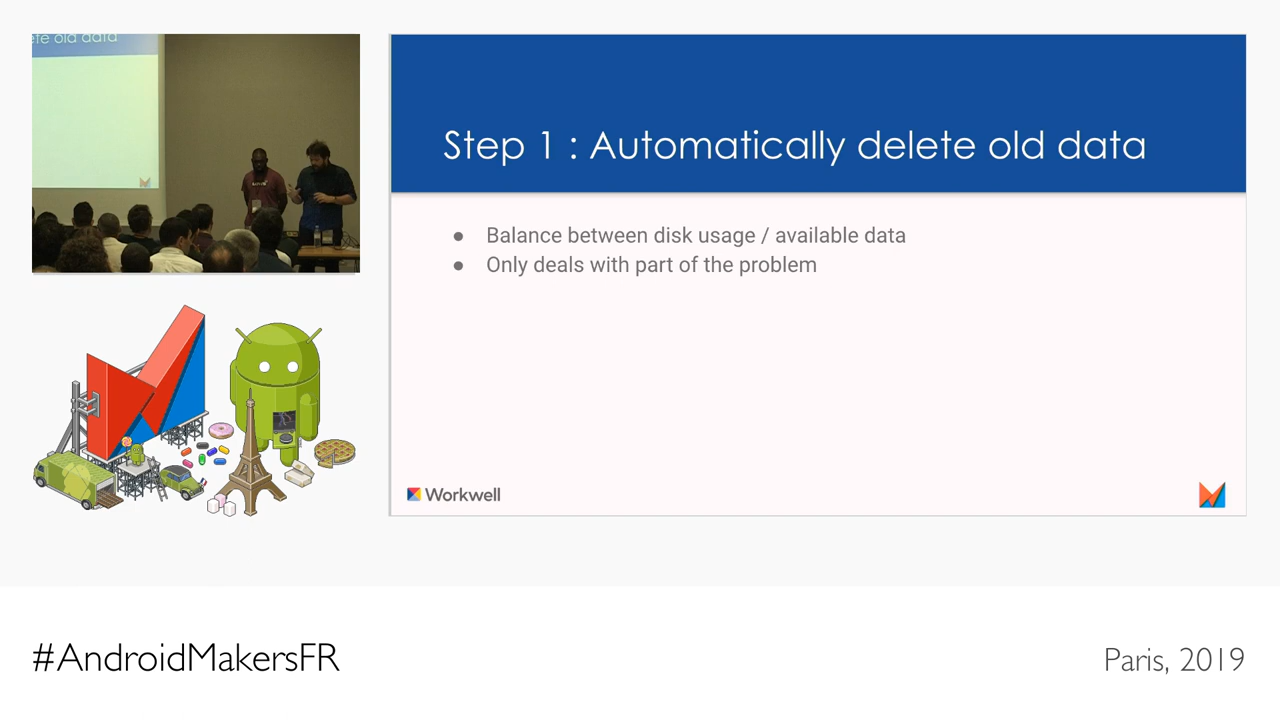 ete old data
Step 1 : Automatically delete old data
● Balance between disk usage / available data
● Only deals with part of the problem
Workwell
#AndroidMakersFR
Paris, 2019